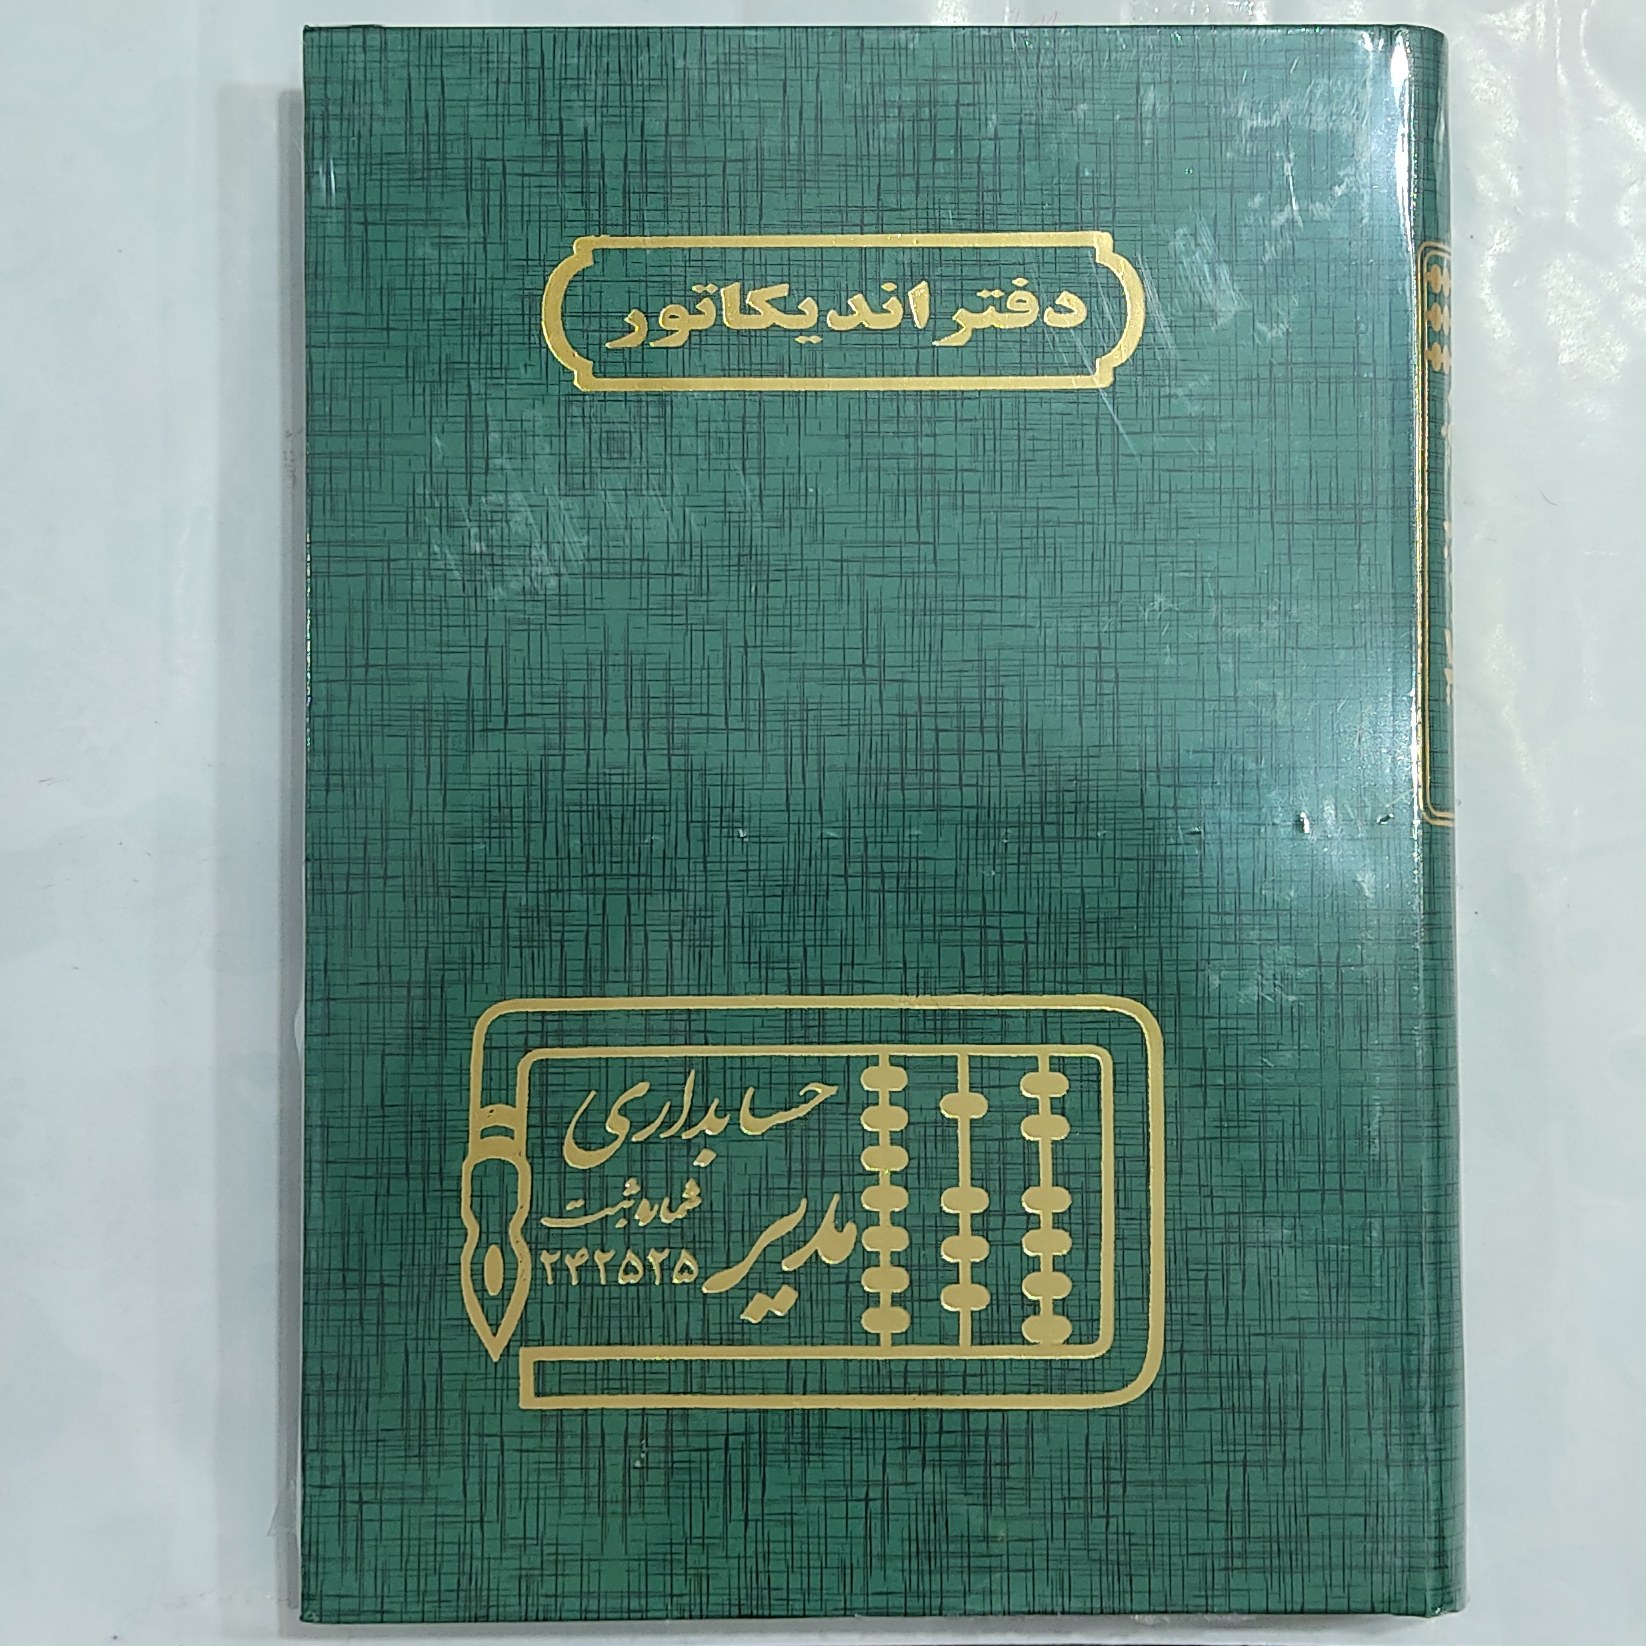 دفتر اندیکاتور
حسابداری
مدیر
شماره ثبت
۲۴۲۵۲۵